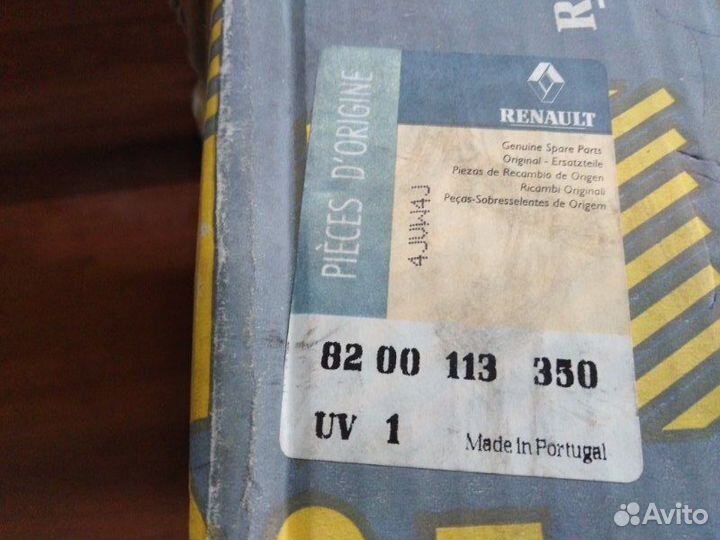 PIÈCES D'ORIGINE
RENAULT
Genuine Spare Parts
Original - Ersatzteile
Piezas de Recambio de Origen
Ricambi Originali
Peças-Sobresselentes de Origem
4JVW4J
82 00 113 350
UV 1
Made in Portugal
Avito